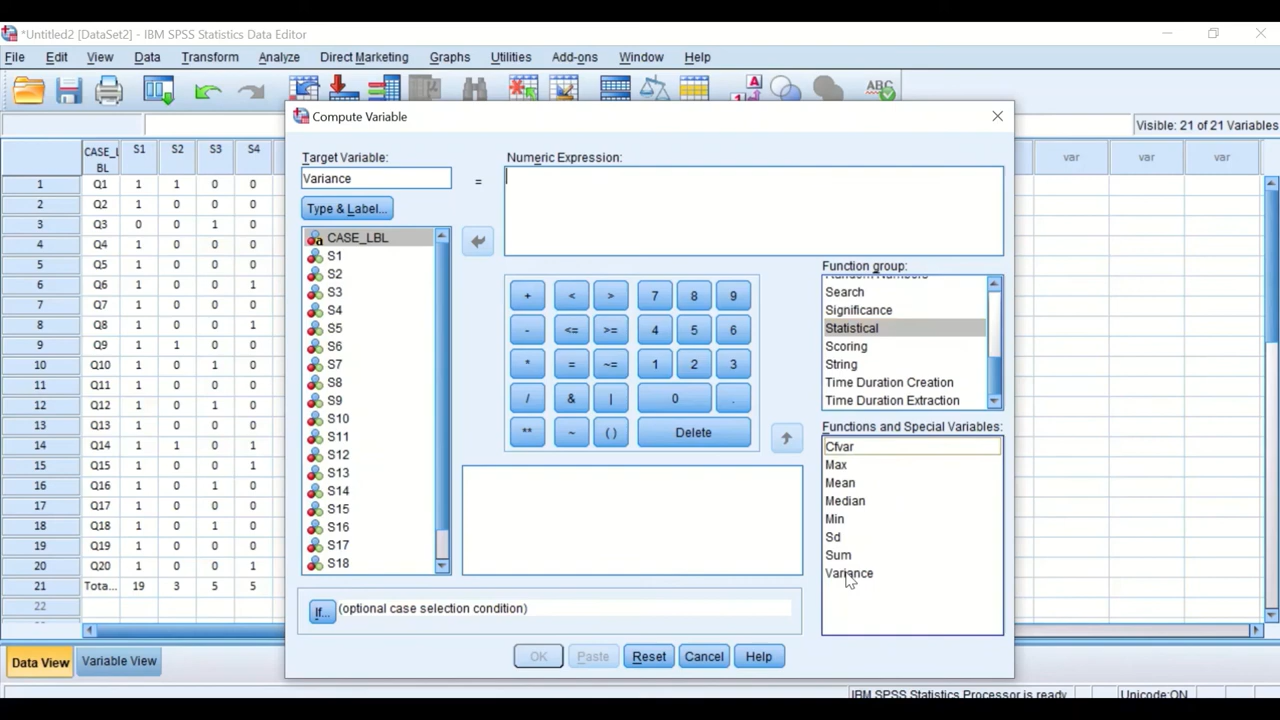 *Untitled2 [DataSet2] - IBM SPSS Statistics Data Editor
File Edit View Data Transform Analyze Direct Marketing Graphs Utilities Add-ons Window Help
A
1
ABC
Visible: 21 of 21 Variables
CASE_L
BL
S1 S2 S3 S4 var var var
1 Q1 1 1 0 0
2 Q2 1 0 0 0
3 Q3 0 0 1 0
4 Q4 1 0 0 0
5 Q5 1 0 0 0
6 Q6 1 0 0 1
7 Q7 1 0 0 0
8 Q8 1 0 0 1
9 Q9 1 1 0 0
10 Q10 1 0 1 0
11 Q11 1 0 0 0
12 Q12 1 0 1 0
13 Q13 1 0 0 0
14 Q14 1 1 0 1
15 Q15 1 0 0 1
16 Q16 1 0 1 0
17 Q17 1 0 0 0
18 Q18 1 0 1 0
19 Q19 1 0 0 0
20 Q20 1 0 0 1
21 Tota... 19 3 5 5
22
Data View Variable View
IBM SPSS Statistics Processor is ready
Unicode:ON
Compute Variable
Target Variable:
Variance
=
Type & Label...
Numeric Expression:
a CASE_LBL
S1
S2
S3
S4
S5
S6
S7
S8
S9
S10
S11
S12
S13
S14
S15
S16
S17
S18
+ < > 7 8 9
- <= >= 4 5 6
* = ~= 1 2 3
/ & | 0 .
** ~ ( ) Delete
Function group:
Random Numbers
Search
Significance
Statistical
Scoring
String
Time Duration Creation
Time Duration Extraction
Functions and Special Variables:
Cfvar
Max
Mean
Median
Min
Sd
Sum
Variance
If... (optional case selection condition)
OK Paste Reset Cancel Help